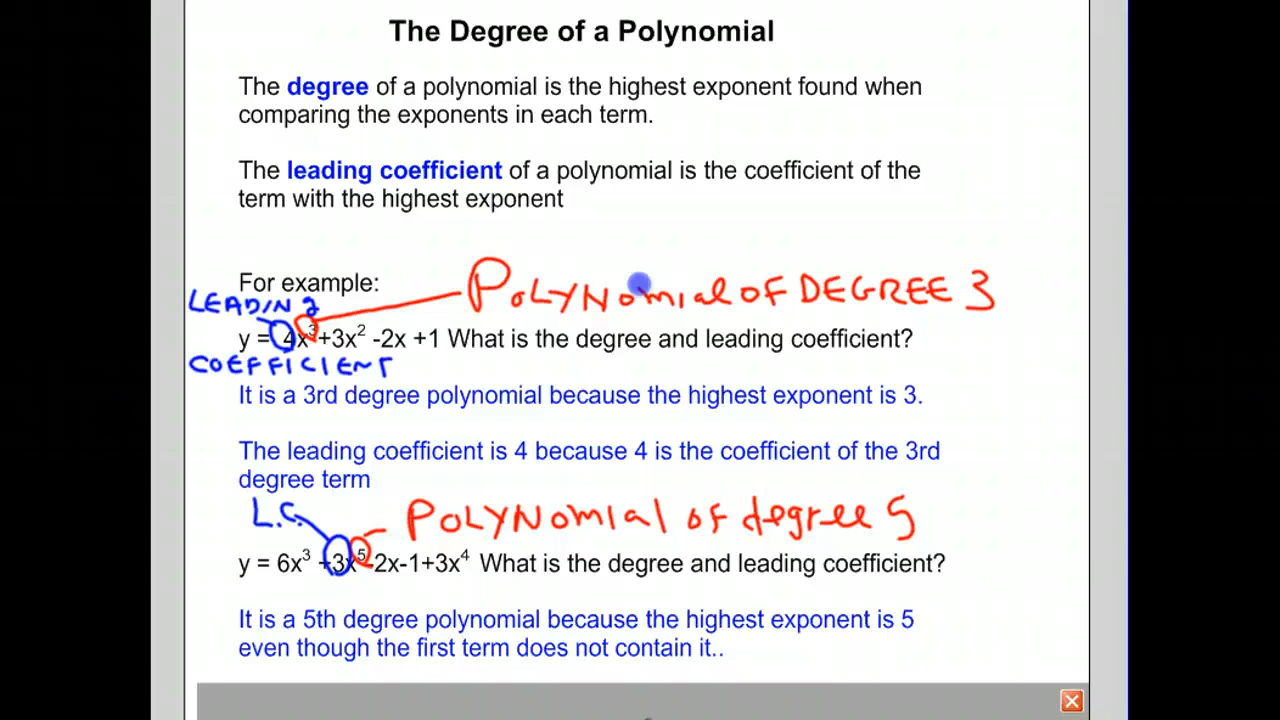 The Degree of a Polynomial
The degree of a polynomial is the highest exponent found when
comparing the exponents in each term.
The leading coefficient of a polynomial is the coefficient of the
term with the highest exponent
For example:
POLYNOMIAL OF DEGREE 3
LEADING
y = 4x³+3x² -2x +1 What is the degree and leading coefficient?
COEFFICIENT
It is a 3rd degree polynomial because the highest exponent is 3.
The leading coefficient is 4 because 4 is the coefficient of the 3rd
degree term
L.C. POLYNOMIAL OF degree 5
y = 6x³ +3x⁵-2x-1+3x⁴ What is the degree and leading coefficient?
It is a 5th degree polynomial because the highest exponent is 5
even though the first term does not contain it..